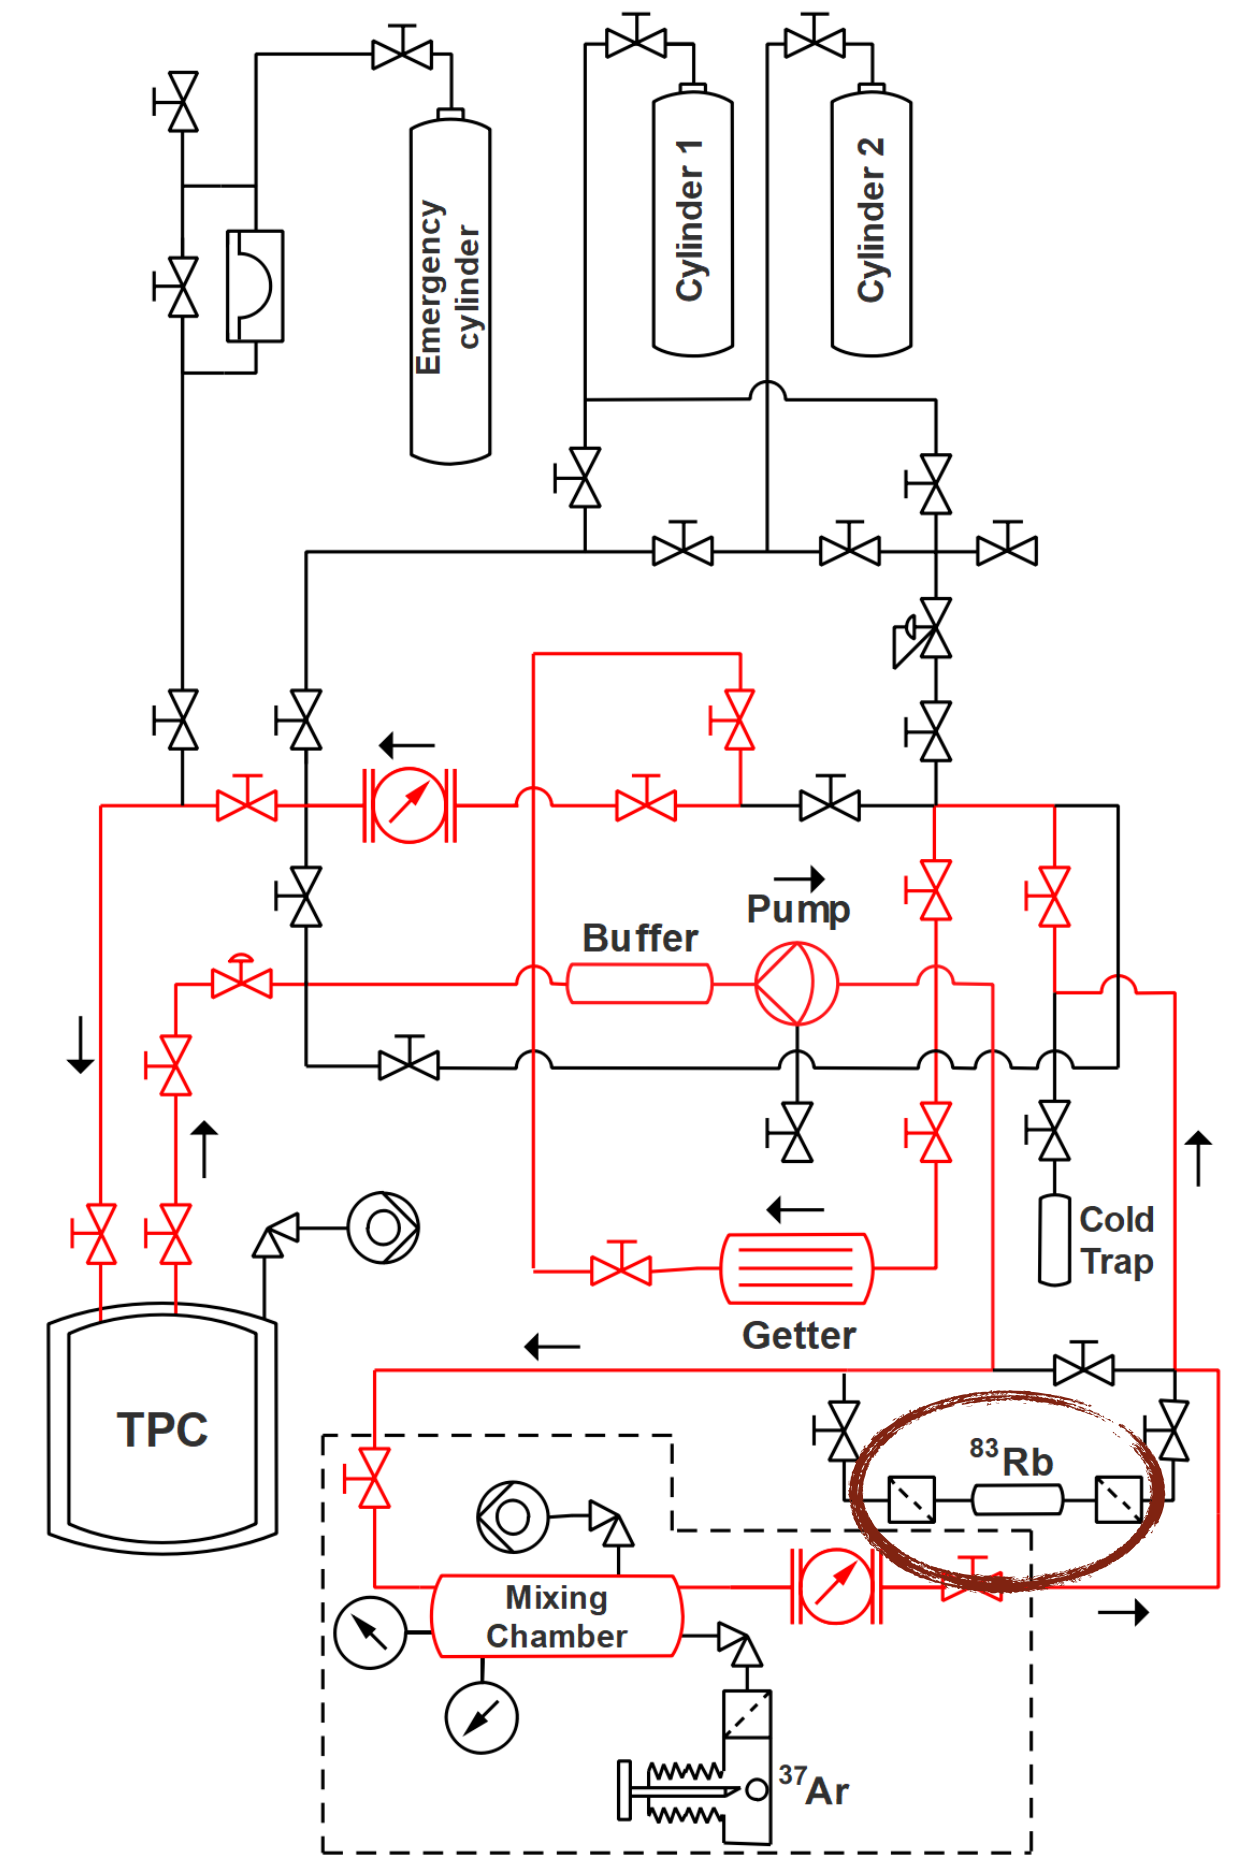 Emergency
cylinder
Cylinder 1
Cylinder 2
Pump
Buffer
Cold
Trap
Getter
TPC
83Rb
Mixing
Chamber
37Ar